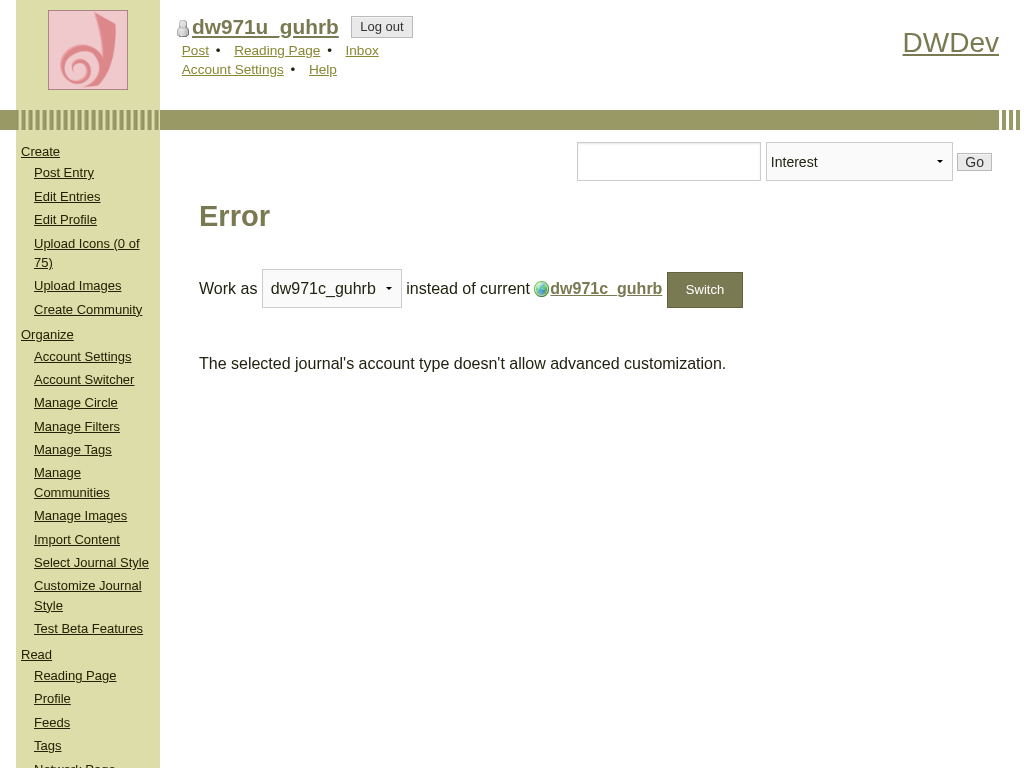 dw971u_guhrb Log out
Post • Reading Page • Inbox
Account Settings • Help
DWDev
Interest Go
Create
Post Entry
Edit Entries
Edit Profile
Upload Icons (0 of
75)
Upload Images
Create Community
Organize
Account Settings
Account Switcher
Manage Circle
Manage Filters
Manage Tags
Manage
Communities
Manage Images
Import Content
Select Journal Style
Customize Journal
Style
Test Beta Features
Read
Reading Page
Profile
Feeds
Tags
Network Page
Error
Work as dw971c_guhrb instead of current dw971c_guhrb Switch
The selected journal's account type doesn't allow advanced customization.